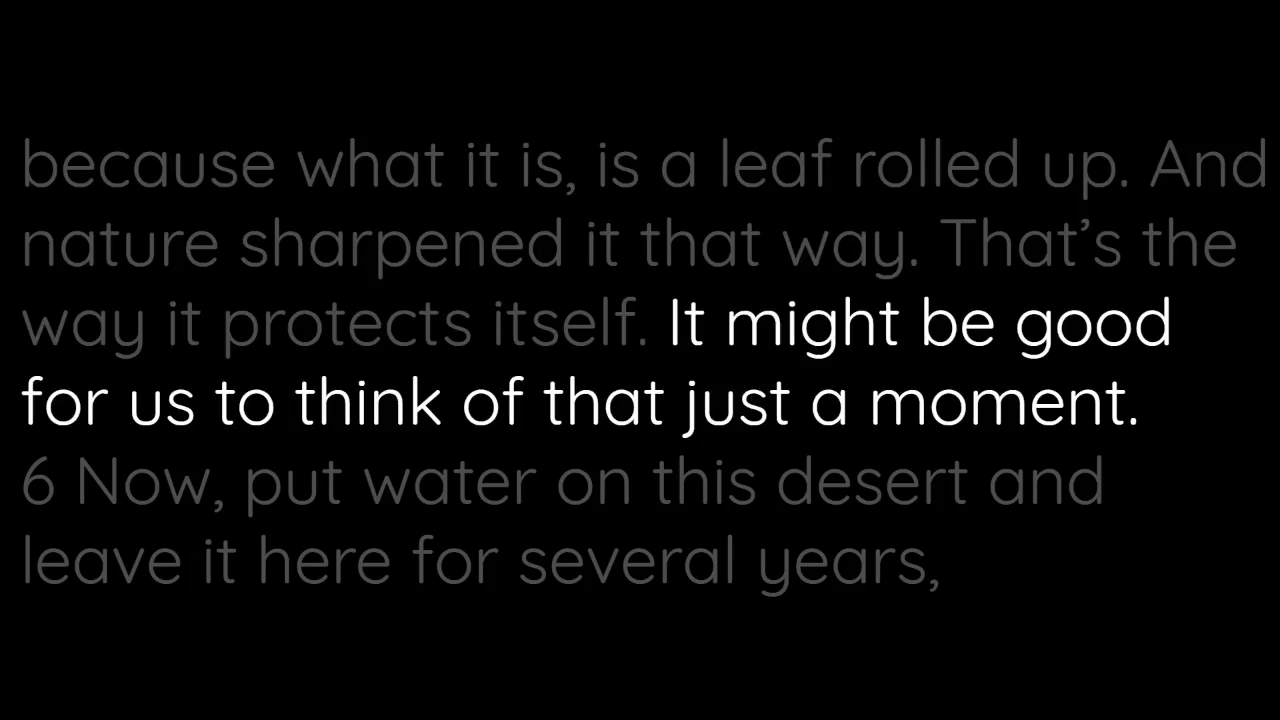 because what it is, is a leaf rolled up. And
nature sharpened it that way. That’s the
way it protects itself. It might be good
for us to think of that just a moment.
6 Now, put water on this desert and
leave it here for several years,